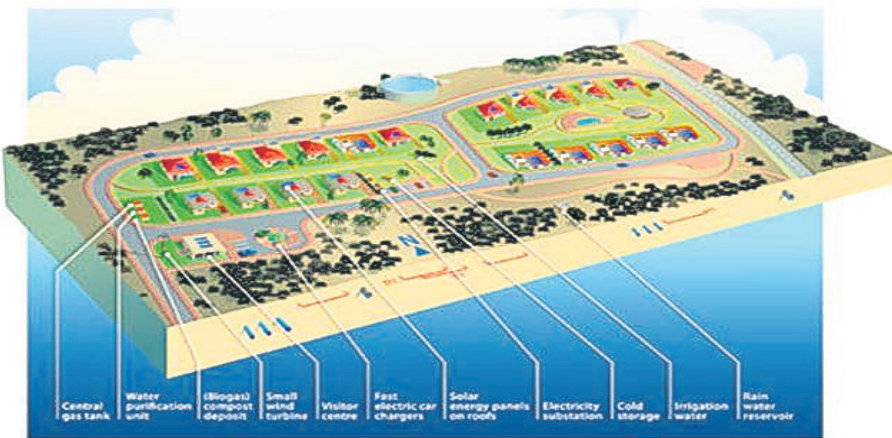 N
Central
gas tank
Water
purification
unit
(Biogas)
compost
deposit
Small
wind
turbine
Visitor
centre
Fast
electric car
chargers
Solar
energy panels
on roofs
Electricity
substation
Cold
storage
Irrigation
water
Rain
water
reservoir